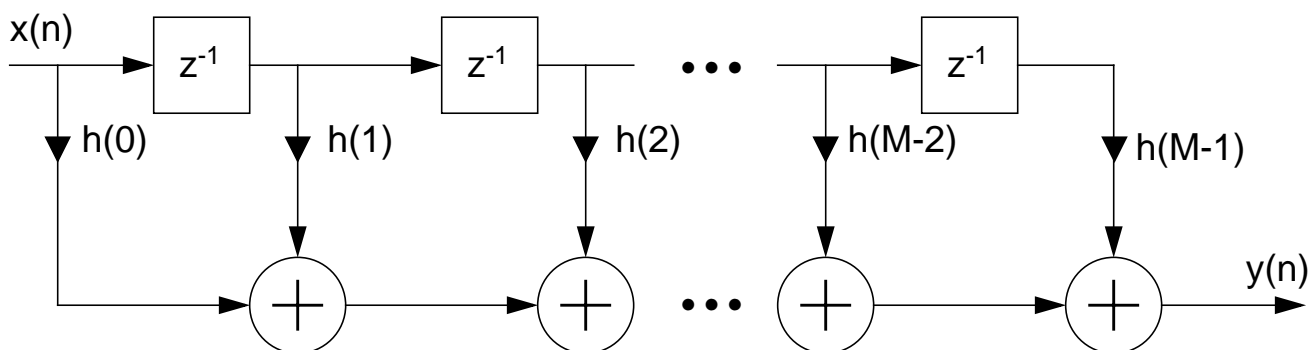 x(n)
z⁻¹ z⁻¹ ••• z⁻¹
h(0) h(1) h(2) h(M-2) h(M-1)
y(n)
+ + ••• + +